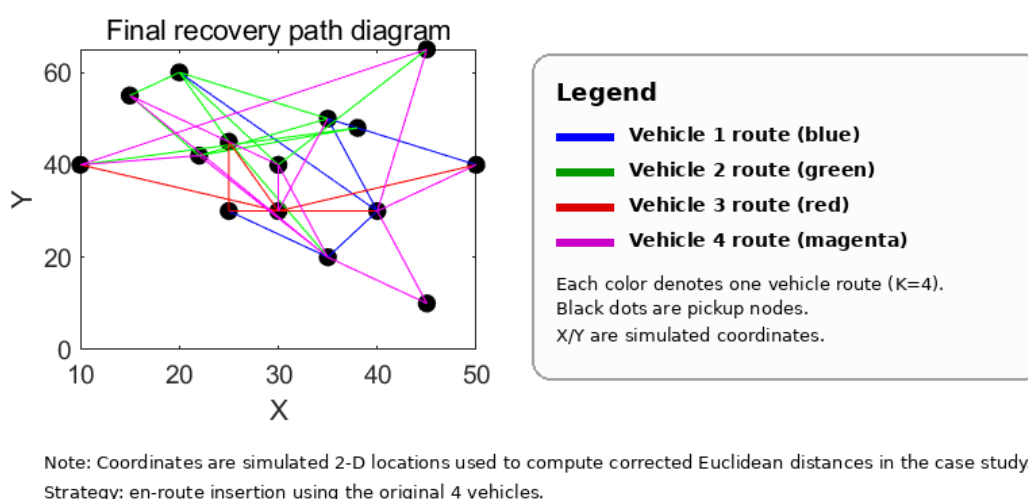 Final recovery path diagram
60
40
20
0
Y
10 20 30 40 50
X
Legend
Vehicle 1 route (blue)
Vehicle 2 route (green)
Vehicle 3 route (red)
Vehicle 4 route (magenta)
Each color denotes one vehicle route (K=4).
Black dots are pickup nodes.
X/Y are simulated coordinates.
Note: Coordinates are simulated 2-D locations used to compute corrected Euclidean distances in the case study
Strategy: en-route insertion using the original 4 vehicles.